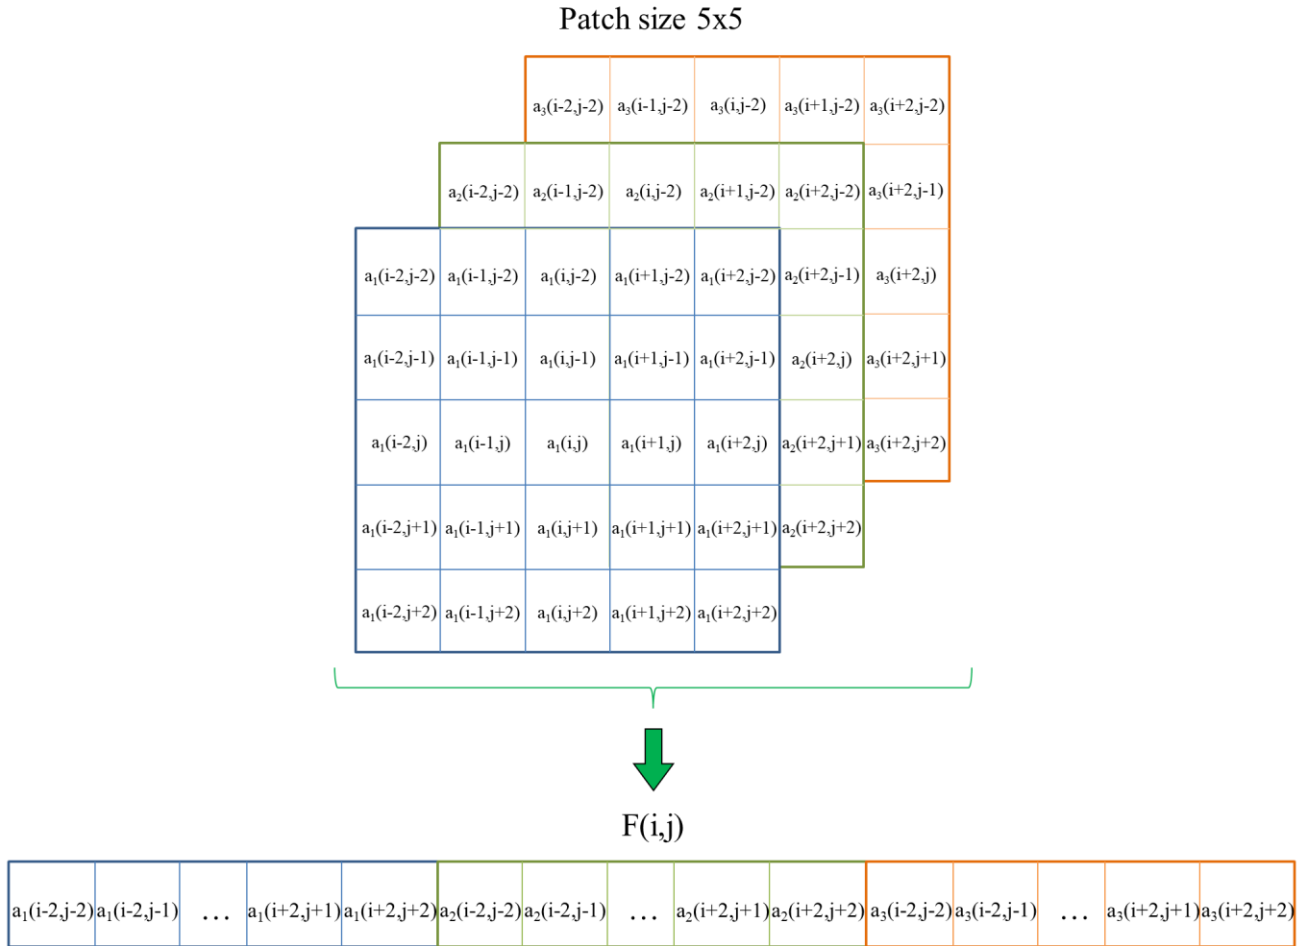 Patch size 5x5
a₃(i-2,j-2) a₃(i-1,j-2) a₃(i,j-2) a₃(i+1,j-2) a₃(i+2,j-2)
a₂(i-2,j-2) a₂(i-1,j-2) a₂(i,j-2) a₂(i+1,j-2) a₂(i+2,j-2) a₃(i+2,j-1)
a₁(i-2,j-2) a₁(i-1,j-2) a₁(i,j-2) a₁(i+1,j-2) a₁(i+2,j-2) a₂(i+2,j-1) a₃(i+2,j)
a₁(i-2,j-1) a₁(i-1,j-1) a₁(i,j-1) a₁(i+1,j-1) a₁(i+2,j-1) a₂(i+2,j) a₃(i+2,j+1)
a₁(i-2,j) a₁(i-1,j) a₁(i,j) a₁(i+1,j) a₁(i+2,j) a₂(i+2,j+1) a₃(i+2,j+2)
a₁(i-2,j+1) a₁(i-1,j+1) a₁(i,j+1) a₁(i+1,j+1) a₁(i+2,j+1) a₂(i+2,j+2)
a₁(i-2,j+2) a₁(i-1,j+2) a₁(i,j+2) a₁(i+1,j+2) a₁(i+2,j+2)
F(i,j)
a₁(i-2,j-2) a₁(i-2,j-1) ... a₁(i+2,j+1) a₁(i+2,j+2) a₂(i-2,j-2) a₂(i-2,j-1) ... a₂(i+2,j+1) a₂(i+2,j+2) a₃(i-2,j-2) a₃(i-2,j-1) ... a₃(i+2,j+1) a₃(i+2,j+2)